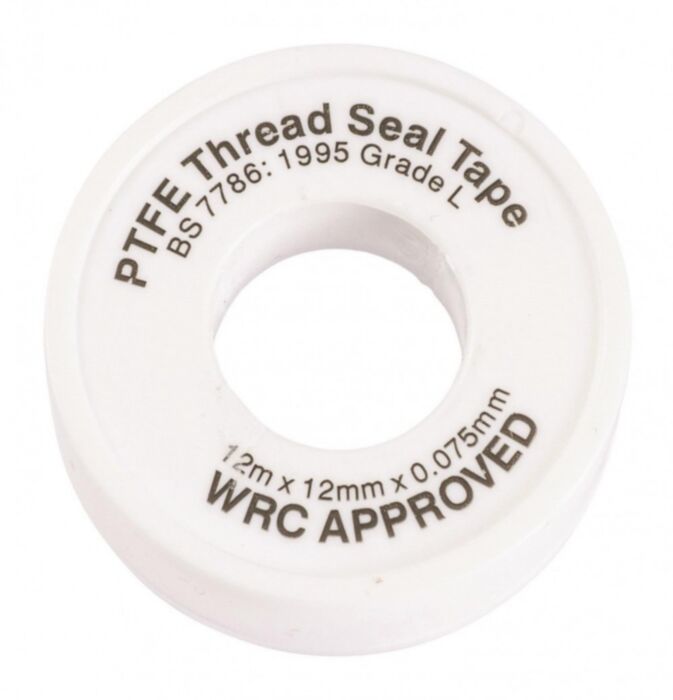 PTFE Thread Seal Tape
BS 7786: 1995 Grade L
12m x 12mm x 0.075mm
WRC APPROVED